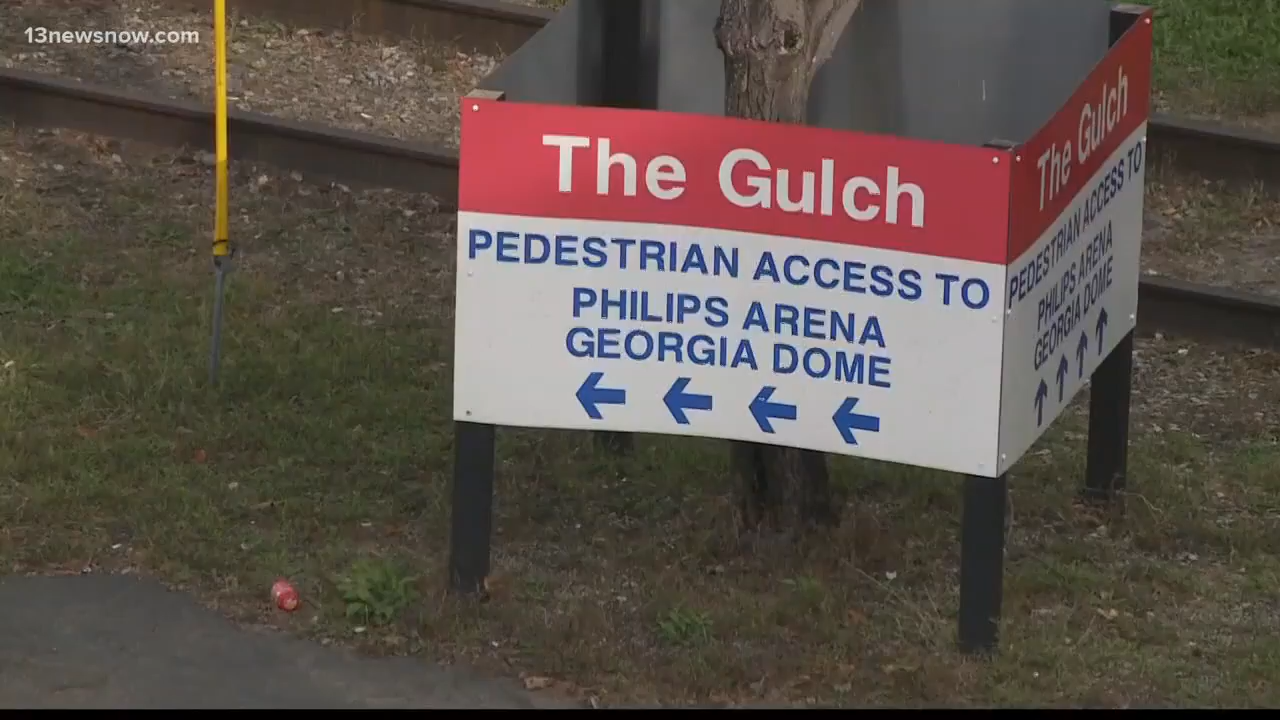 13newsnow.com
The Gulch
PEDESTRIAN ACCESS TO
PHILIPS ARENA
GEORGIA DOME
The Gulch
PEDESTRIAN ACCESS TO
PHILIPS ARENA
GEORGIA DOME